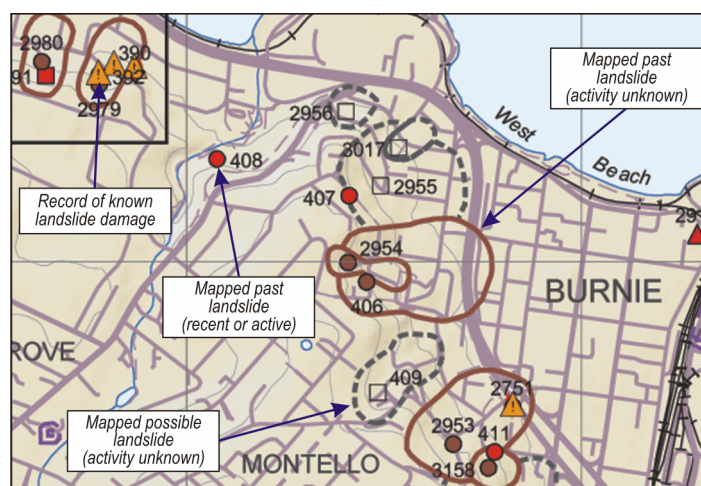 2980
390
91
392
2979
Mapped past
landslide
(activity unknown)
2956
West
Beach
3017
408
2955
407
Record of known
landslide damage
29
2954
406
Mapped past
landslide
(recent or active)
BURNIE
ROVE
409
2751
Mapped possible
landslide
(activity unknown)
2953
411
3158
MONTELLO